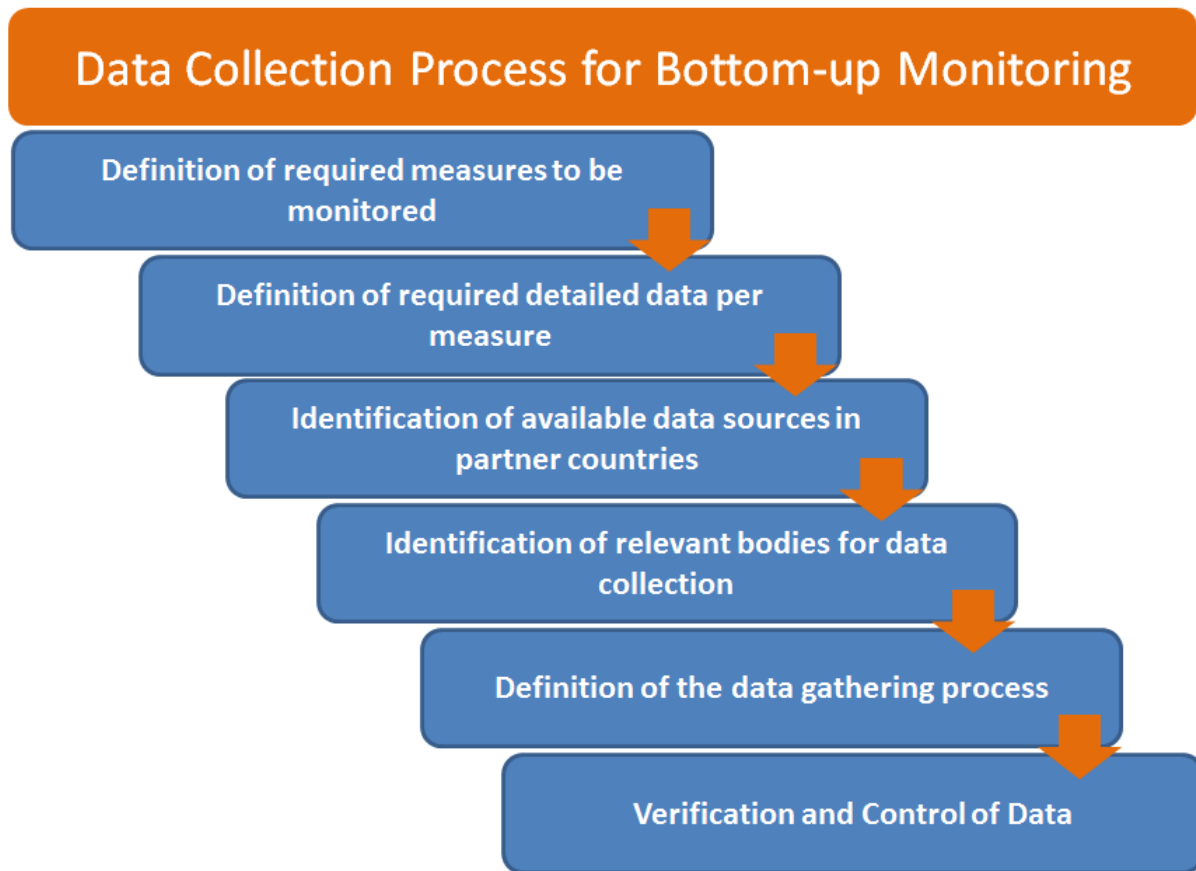 Data Collection Process for Bottom-up Monitoring
Definition of required measures to be
monitored
Definition of required detailed data per
measure
Identification of available data sources in
partner countries
Identification of relevant bodies for data
collection
Definition of the data gathering process
Verification and Control of Data